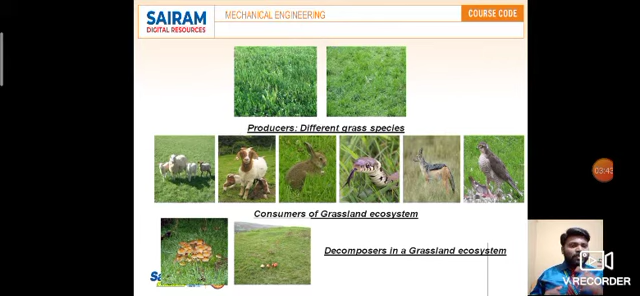 SAIRAM
DIGITAL RESOURCES
MECHANICAL ENGINEERING
COURSE CODE
Producers: Different grass species
Consumers of Grassland ecosystem
Decomposers in a Grassland ecosystem
03:43
V RECORDER